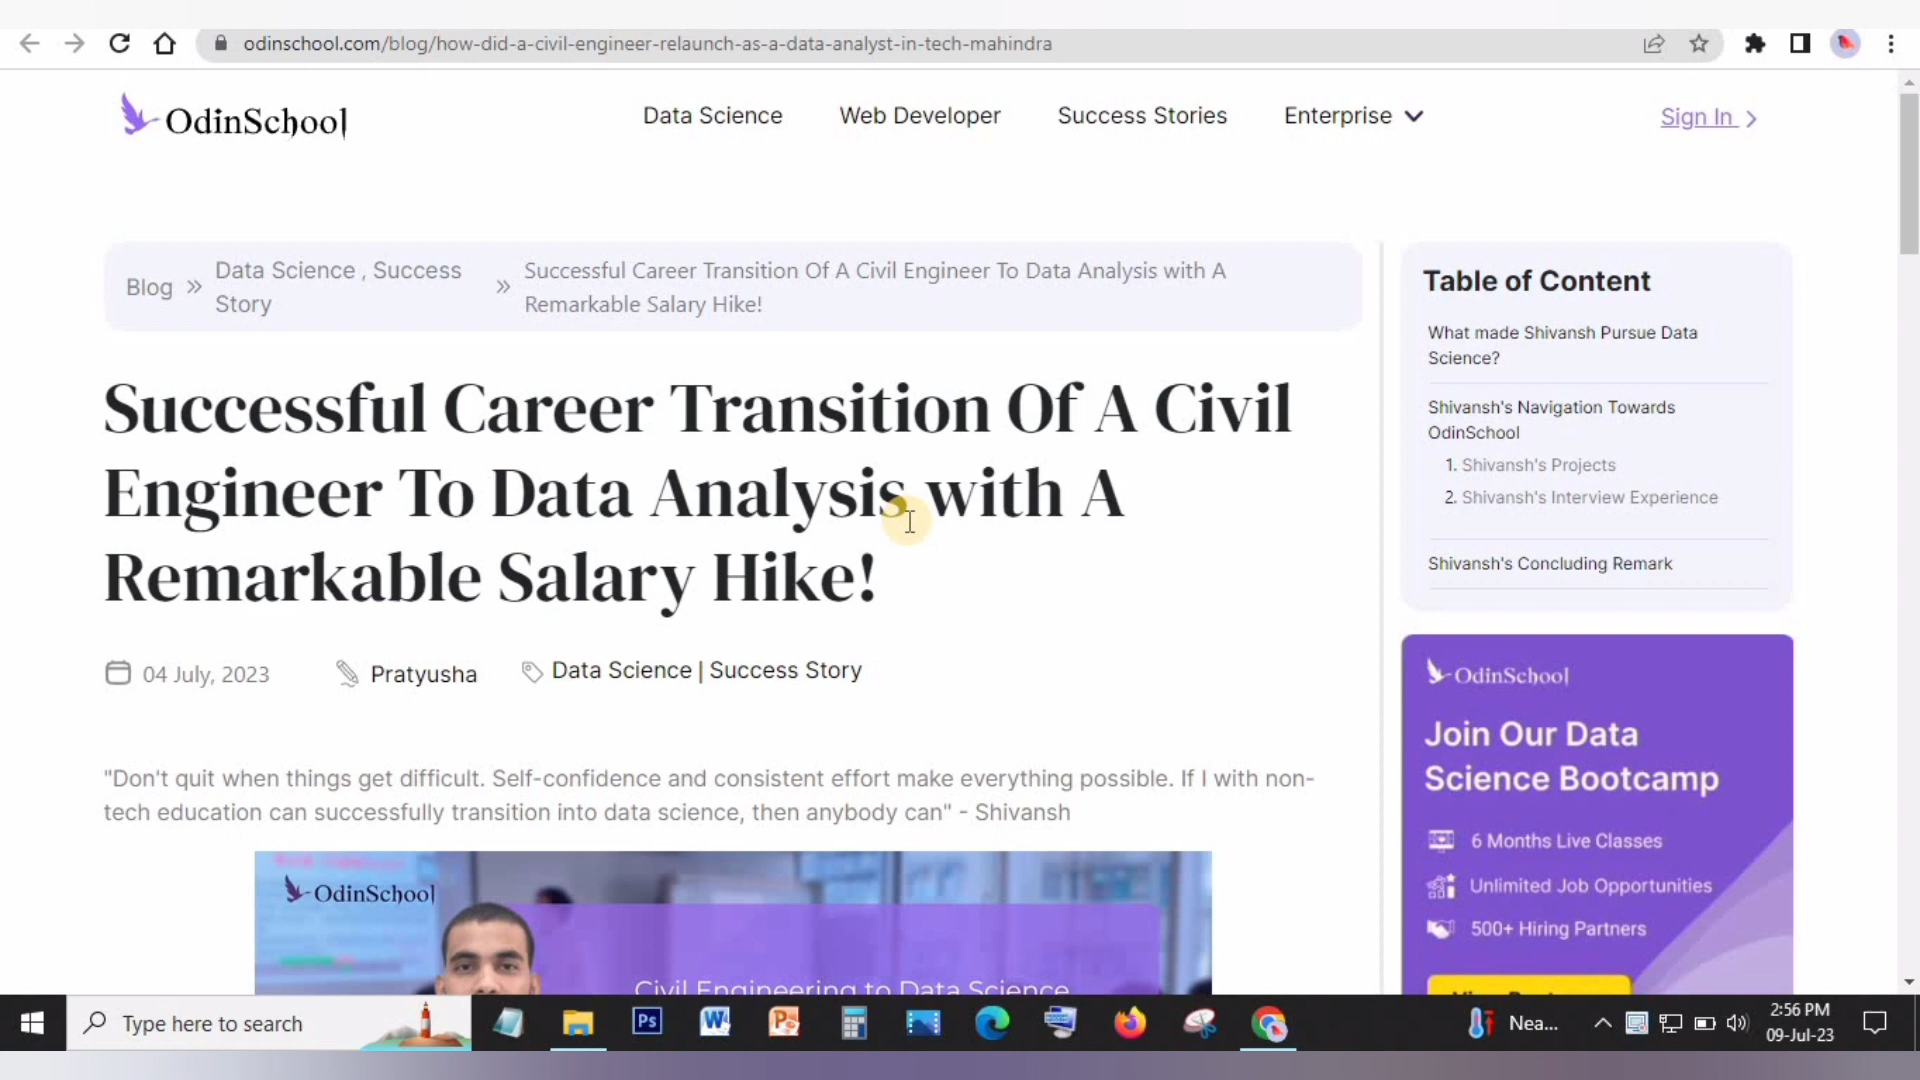 odinschool.com/blog/how-did-a-civil-engineer-relaunch-as-a-data-analyst-in-tech-mahindra
OdinSchool
Data Science
Web Developer
Success Stories
Enterprise
Sign In
Blog » Data Science , Success Story » Successful Career Transition Of A Civil Engineer To Data Analysis with A
Remarkable Salary Hike!
Successful Career Transition Of A Civil
Engineer To Data Analysis with A
Remarkable Salary Hike!
04 July, 2023
Pratyusha
Data Science | Success Story
"Don't quit when things get difficult. Self-confidence and consistent effort make everything possible. If I with non-
tech education can successfully transition into data science, then anybody can" - Shivansh
OdinSchool
Civil Engineering to Data Science
Table of Content
What made Shivansh Pursue Data
Science?
Shivansh's Navigation Towards
OdinSchool
1. Shivansh's Projects
2. Shivansh's Interview Experience
Shivansh's Concluding Remark
OdinSchool
Join Our Data
Science Bootcamp
6 Months Live Classes
Unlimited Job Opportunities
500+ Hiring Partners
Type here to search
Ps
W
P
Nea...
2:56 PM
09-Jul-23